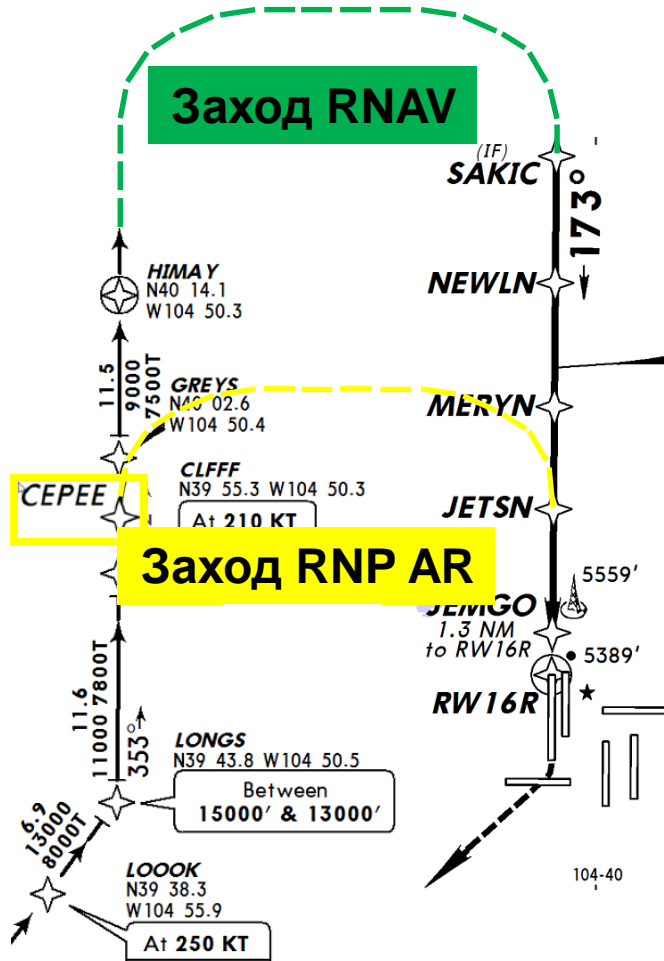 Заход RNAV
(IF)
SAKIC
173°
NEWLN
HIMAY
N40 14.1
W104 50.3
11.5
9000
7500T
GREYS
N40 02.6
W104 50.4
MERYN
CLFFF
N39 55.3 W104 50.3
At 210 KT
CEPEE
JETSN
Заход RNP AR
5559'
JEMGO
1.3 NM
to RW16R
5389'
RW16R
11.6
11000 7800T
353°
LONGS
N39 43.8 W104 50.5
Between
15000' & 13000'
6.9
13000
8000T
LOOOK
N39 38.3
W104 55.9
At 250 KT
104-40